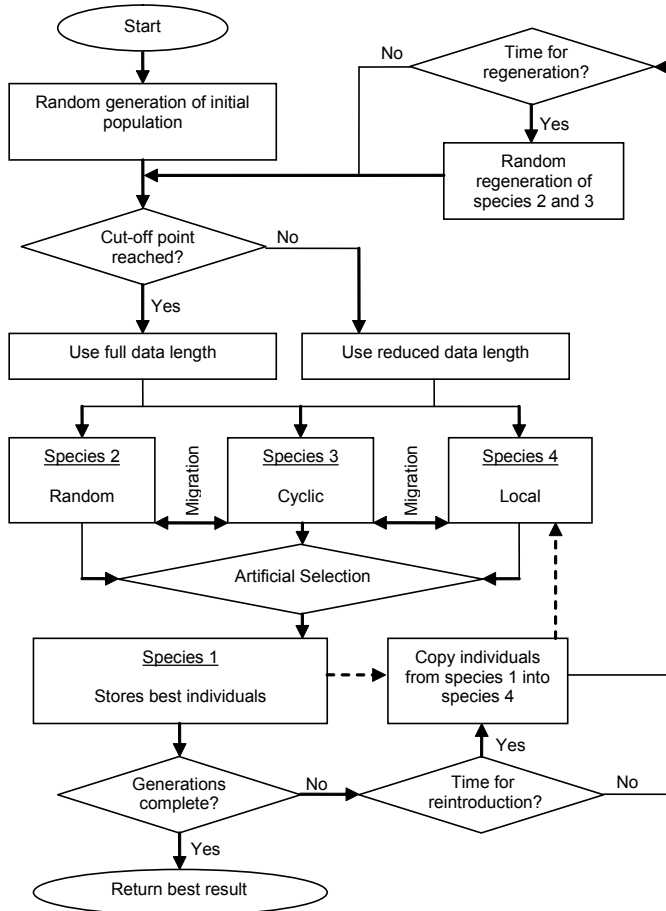 Start
Random generation of initial
population
No
Time for
regeneration?
Yes
Random
regeneration of
species 2 and 3
Cut-off point
reached?
No
Yes
Use full data length
Use reduced data length
Species 2
Random
Migration
Species 3
Cyclic
Migration
Species 4
Local
Artificial Selection
Species 1
Stores best individuals
Copy individuals
from species 1 into
species 4
Yes
Generations
complete?
No
Time for
reintroduction?
No
Yes
Return best result